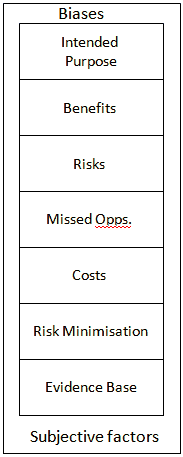 Biases
Intended
Purpose
Benefits
Risks
Missed Opps.
Costs
Risk Minimisation
Evidence Base
Subjective factors